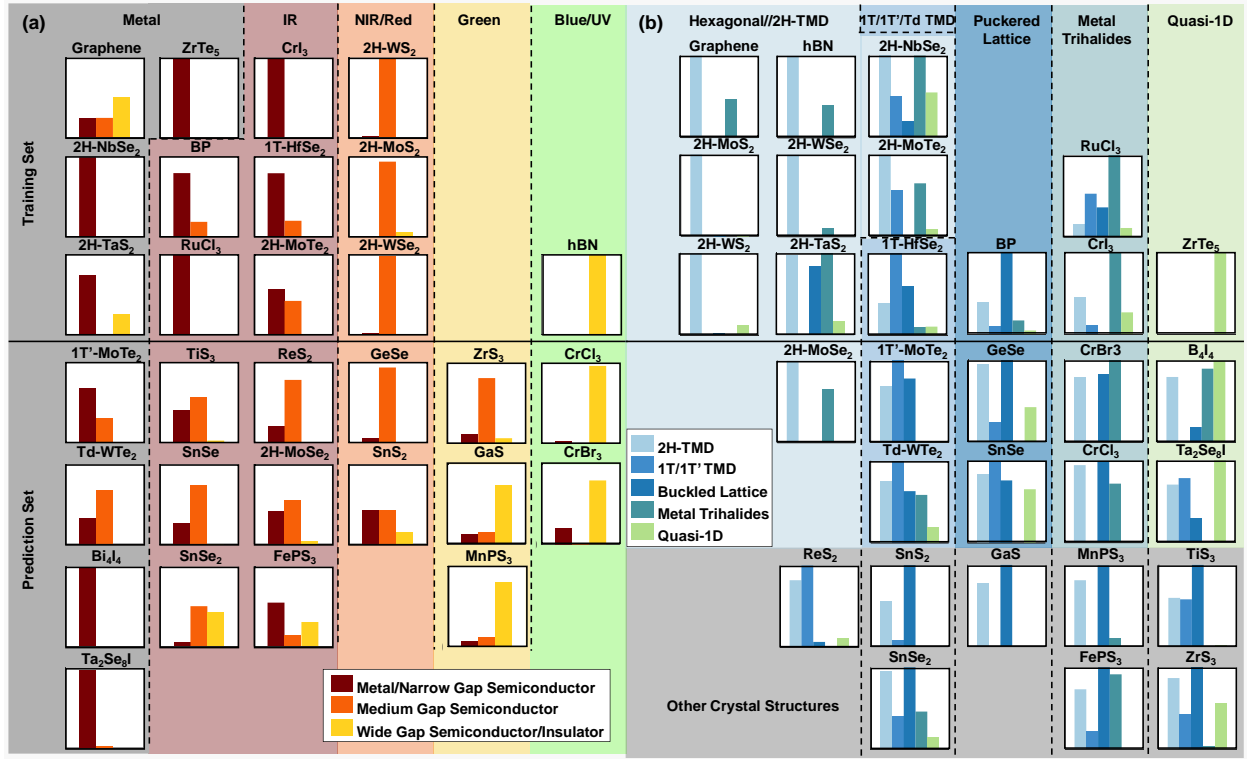 (a)
Metal
IR
NIR/Red
Green
Blue/UV
Training Set
Graphene
ZrTe₅
CrI₃
2H-WS₂
2H-NbSe₂
BP
1T-HfSe₂
2H-MoS₂
2H-TaS₂
RuCl₃
2H-MoTe₂
2H-WSe₂
hBN
Prediction Set
1T'-MoTe₂
TiS₃
ReS₂
GeSe
ZrS₃
CrCl₃
Td-WTe₂
SnSe
2H-MoSe₂
SnS₂
GaS
CrBr₃
Bi₄I₄
SnSe₂
FePS₃
MnPS₃
Ta₂Se₈I
Metal/Narrow Gap Semiconductor
Medium Gap Semiconductor
Wide Gap Semiconductor/Insulator
(b)
Hexagonal//2H-TMD
1T/1T'/Td TMD
Puckered
Lattice
Metal
Trihalides
Quasi-1D
Graphene
hBN
2H-NbSe₂
2H-MoS₂
2H-WSe₂
2H-MoTe₂
RuCl₃
2H-WS₂
2H-TaS₂
1T-HfSe₂
BP
CrI₃
ZrTe₅
2H-MoSe₂
1T'-MoTe₂
GeSe
CrBr3
B₄I₄
2H-TMD
1T/1T' TMD
Buckled Lattice
Metal Trihalides
Quasi-1D
Td-WTe₂
SnSe
CrCl₃
Ta₂Se₈I
ReS₂
SnS₂
GaS
MnPS₃
TiS₃
Other Crystal Structures
SnSe₂
FePS₃
ZrS₃